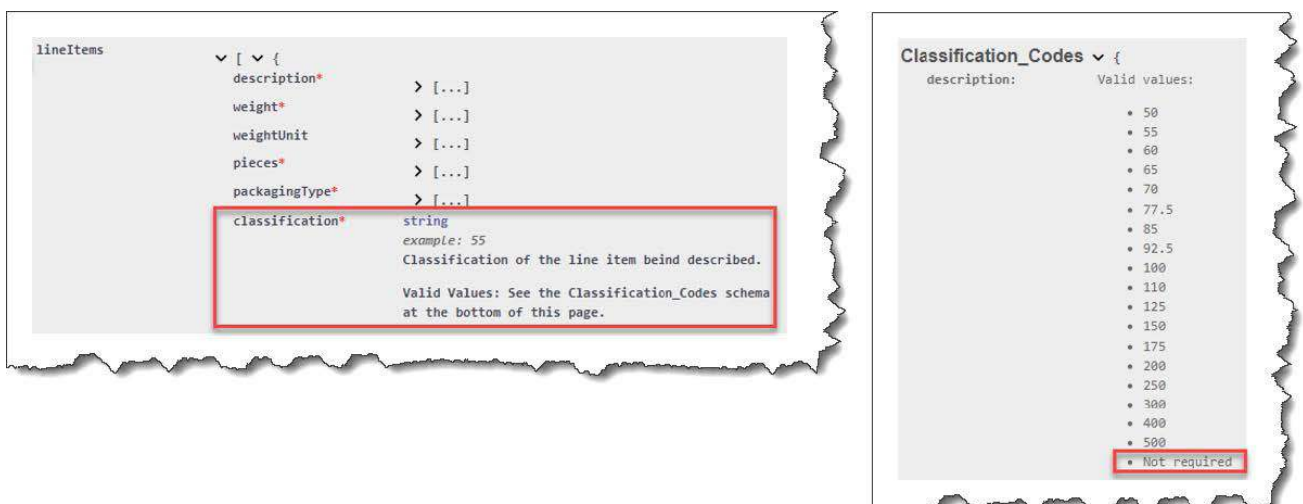 lineItems
[ {
description*
[...]
weight*
[...]
weightUnit
[...]
pieces*
[...]
packagingType*
[...]
classification* string
example: 55
Classification of the line item beind described.
Valid Values: See the Classification_Codes schema
at the bottom of this page.
Classification_Codes {
description: Valid values:
• 50
• 55
• 60
• 65
• 70
• 77.5
• 85
• 92.5
• 100
• 110
• 125
• 150
• 175
• 200
• 250
• 300
• 400
• 500
• Not required